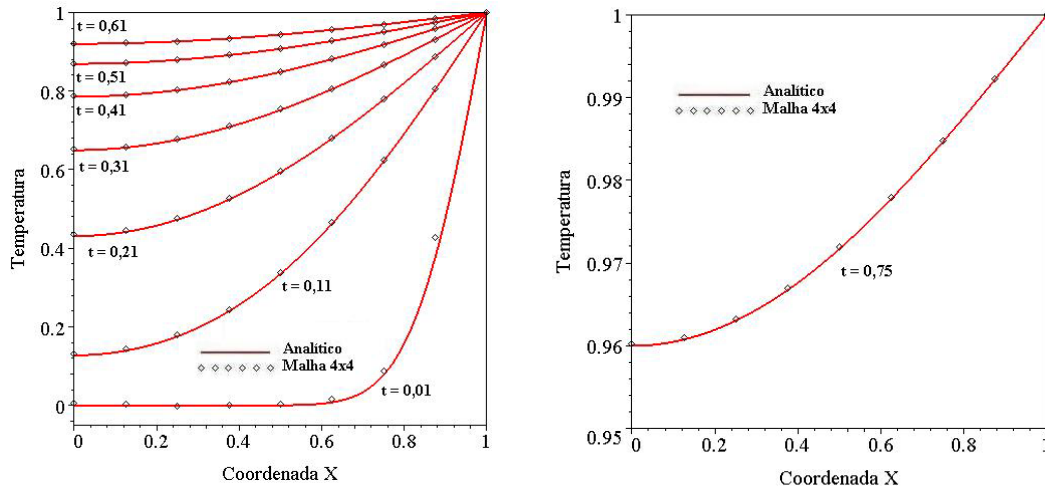 1
0.8
0.6
0.4
0.2
0
Temperatura
t = 0,61
t = 0,51
t = 0,41
t = 0,31
t = 0,21
t = 0,11
t = 0,01
Analítico
Malha 4x4
0
0.2
0.4
0.6
0.8
1
Coordenada X
1
0.99
0.98
0.97
0.96
0.95
Temperatura
Analítico
Malha 4x4
t = 0,75
0
0.2
0.4
0.6
0.8
1
Coordenada X